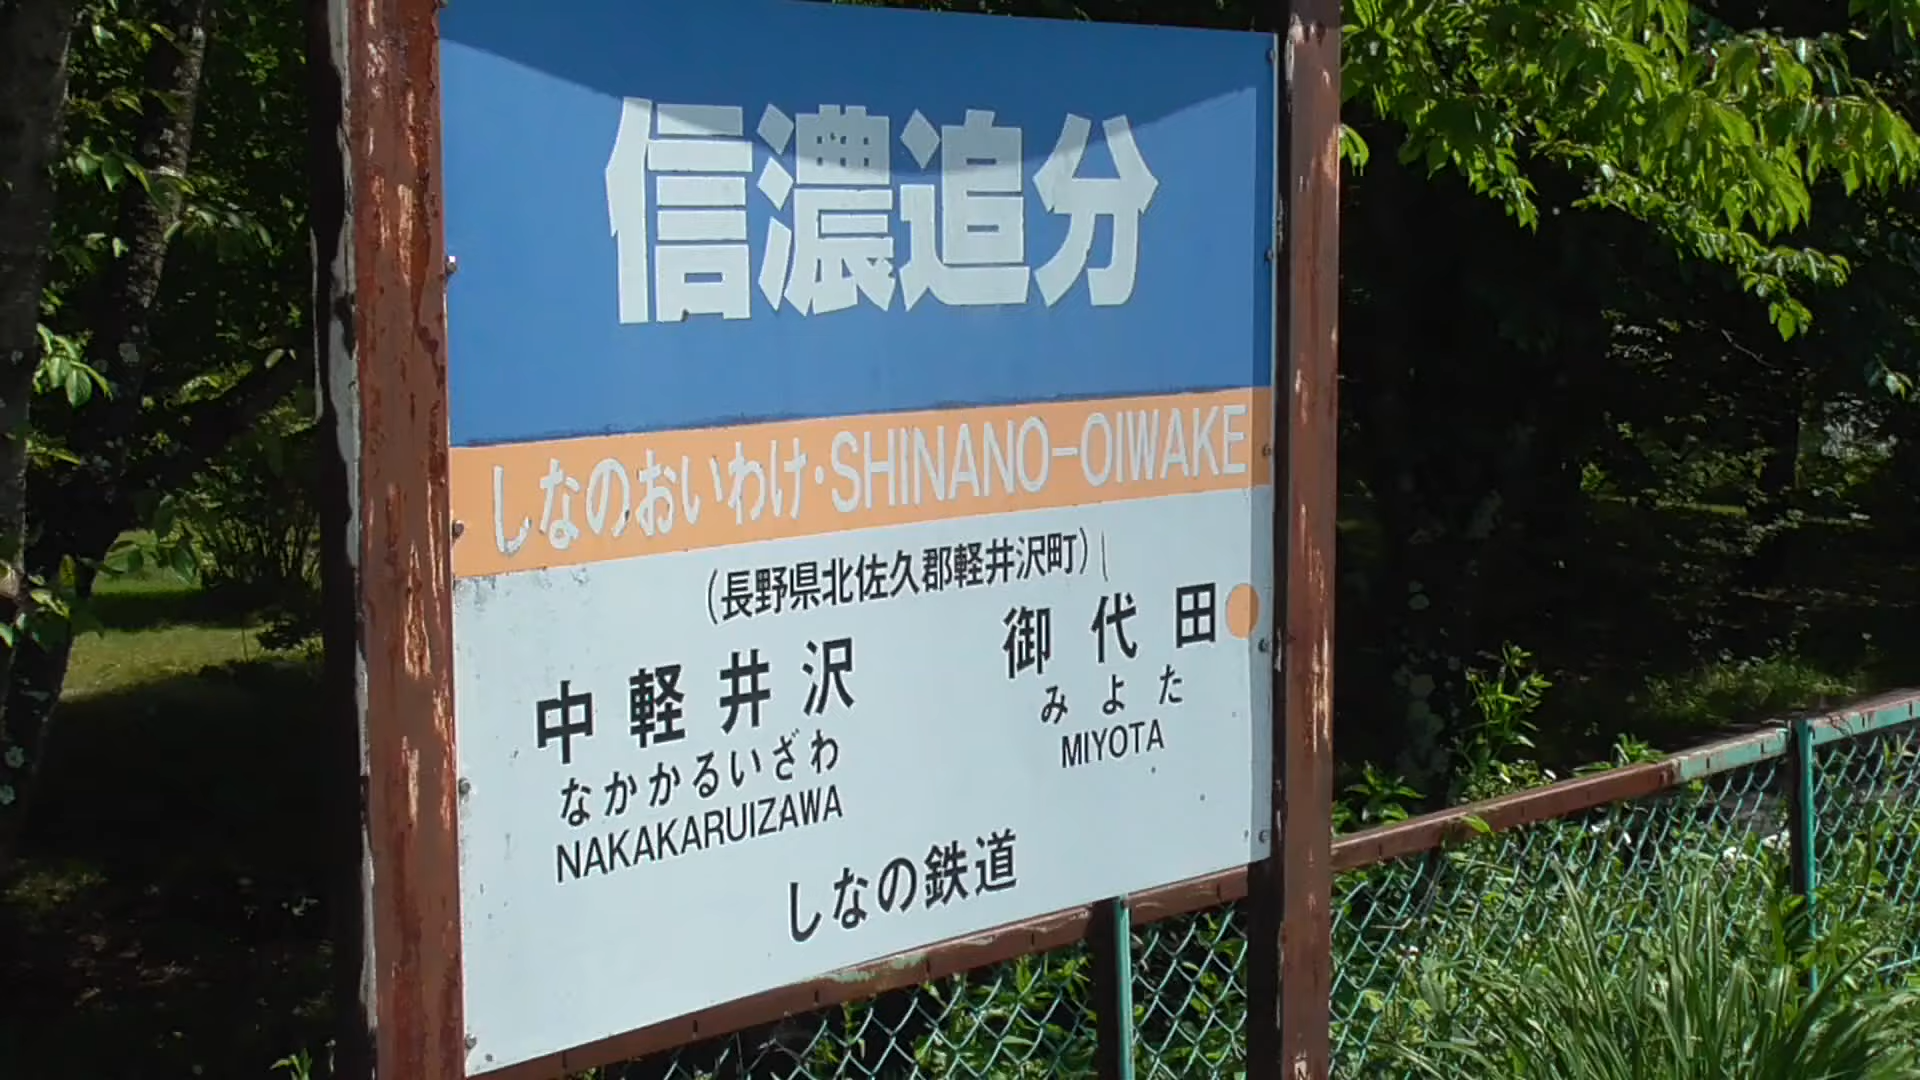 信濃追分
しなのおいわけ・SHINANO-OIWAKE
(長野県北佐久郡軽井沢町)
中軽井沢
なかかるいざわ
NAKAKARUIZAWA
御代田
みよた
MIYOTA
しなの鉄道